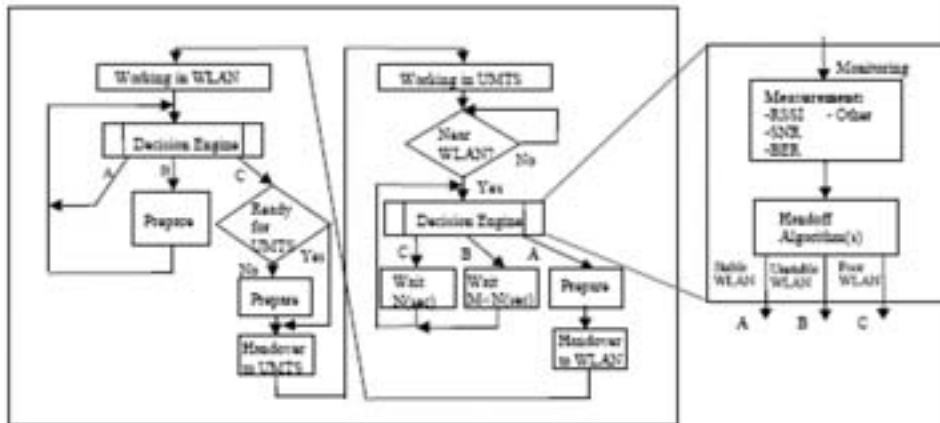 Working in WLAN
Decision Engine
A
B
C
Prepare
Ready
for
UMTS
No
Yes
Prepare
Handover
to UMTS
Working in UMTS
Near
WLAN?
No
Yes
Decision Engine
C
B
A
Wait
N(sec)
Wait
M<N(sec)
Prepare
Handover
to WLAN
Monitoring
Measurement:
-RSSI - Other
-SNR
-BER
Handoff
Algorithm(s)
Stable
WLAN
Unstable
WLAN
Poor
WLAN
A
B
C